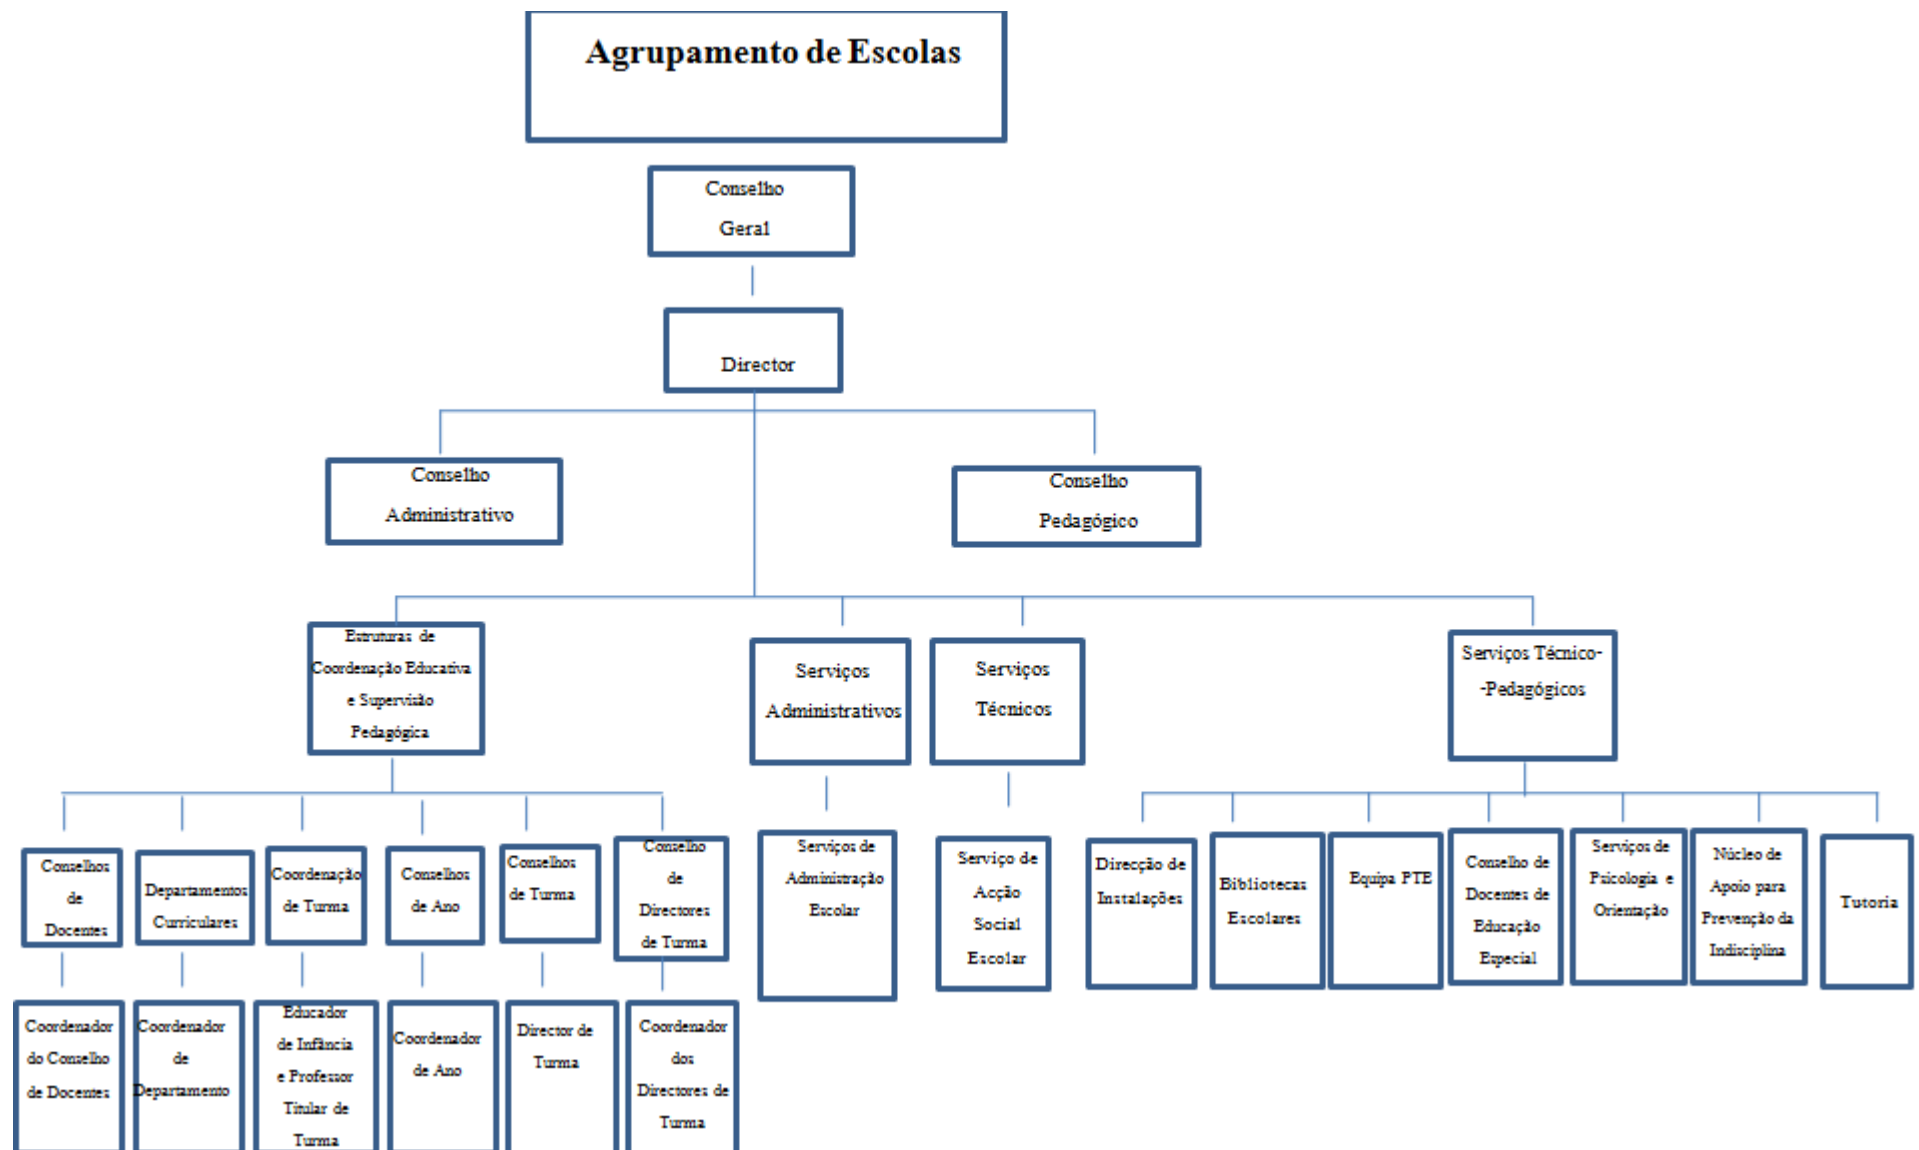 Agrupamento de Escolas
Conselho
Geral
Director
Conselho
Administrativo
Conselho
Pedagógico
Estruturas de
Coordenação Educativa
e Supervisão
Pedagógica
Serviços
Administrativos
Serviços
Técnicos
Serviços Técnico-
-Pedagógicos
Conselhos
de
Docentes
Departamentos
Curriculares
Coordenação
de Turma
Conselhos
de Ano
Conselhos
de Turma
Conselho
de
Directores
de Turma
Serviços de
Administração
Escolar
Serviço de
Acção
Social
Escolar
Direcção de
Instalações
Bibliotecas
Escolares
Equipa PTE
Conselho de
Docentes de
Educação
Especial
Serviços de
Psicologia e
Orientação
Núcleo de
Apoio para
Prevenção da
Indisciplina
Tutoria
Coordenador
do Conselho
de Docentes
Coordenador
de
Departamento
Educador
de Infância
e Professor
Titular de
Turma
Coordenador
de Ano
Director de
Turma
Coordenador
dos
Directores de
Turma